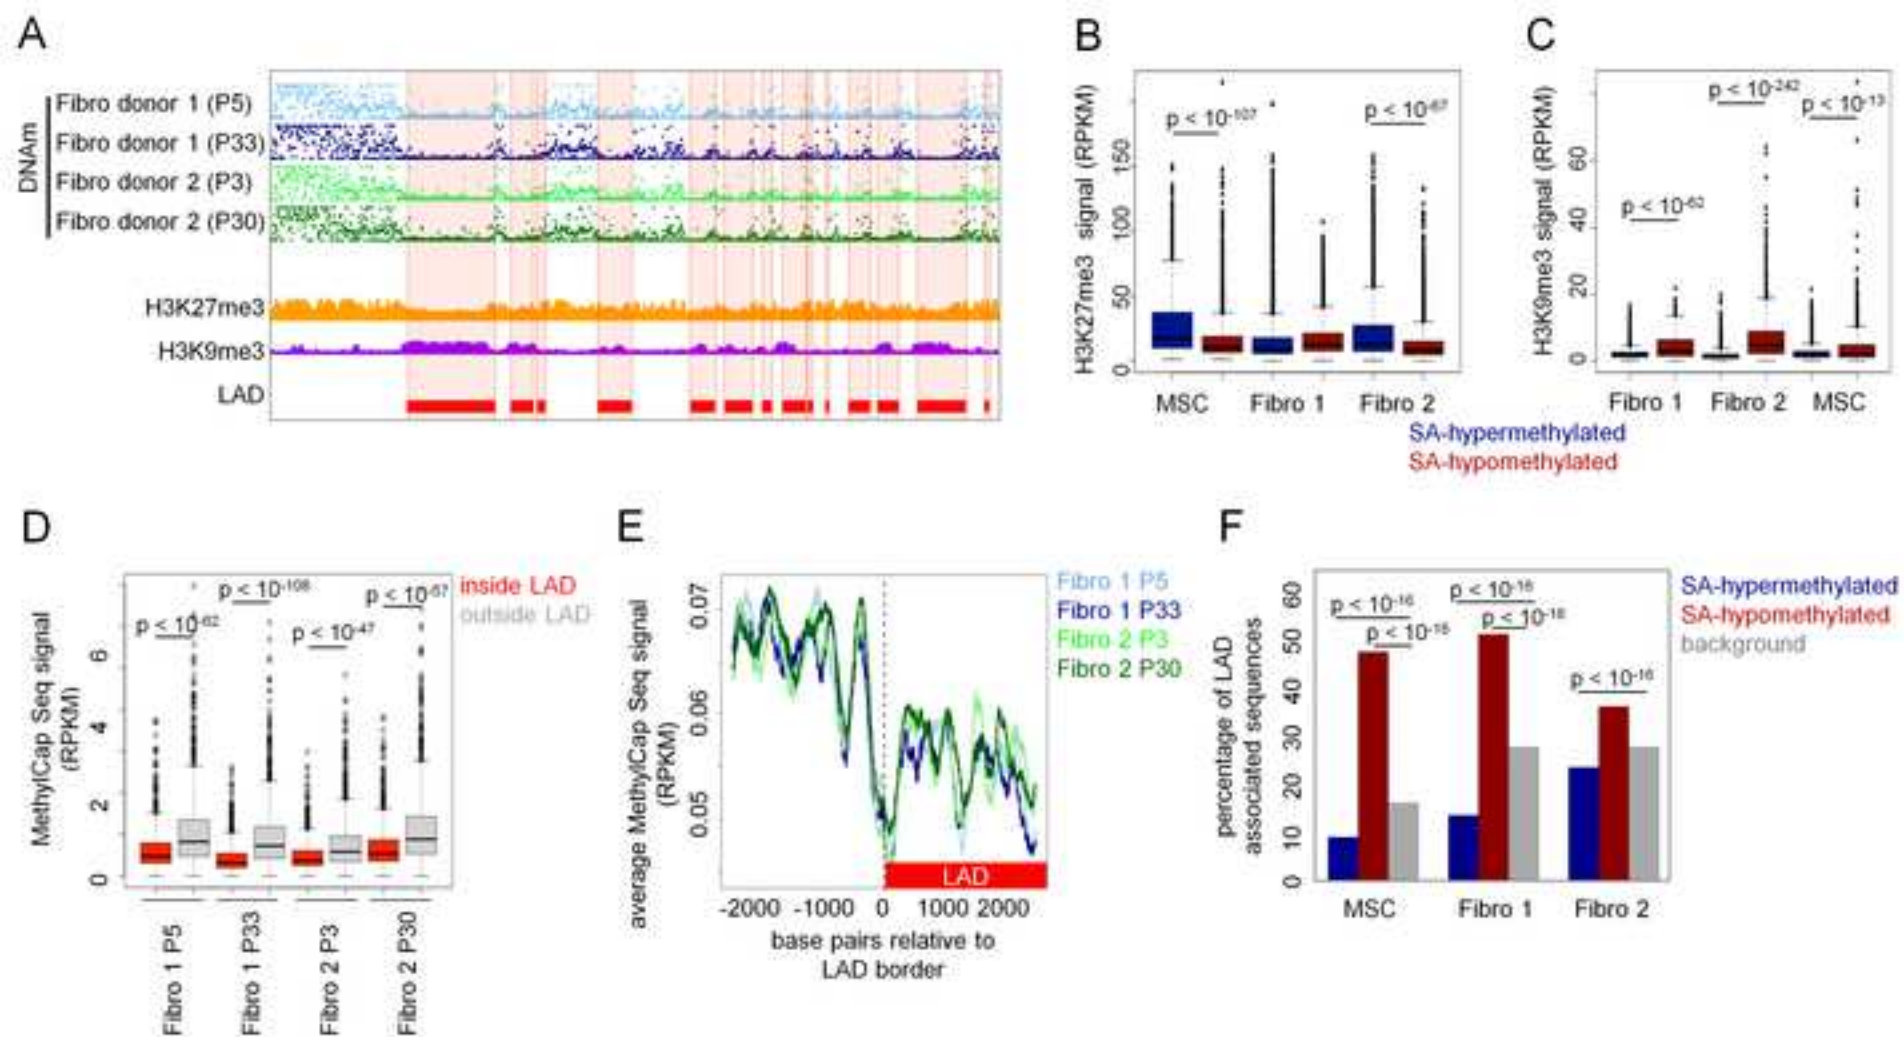 A
DNAm
Fibro donor 1 (P5)
Fibro donor 1 (P33)
Fibro donor 2 (P3)
Fibro donor 2 (P30)
H3K27me3
H3K9me3
LAD
B
H3K27me3 signal (RPKM)
0
50
100
150
p < 10-107
p < 10-67
MSC
Fibro 1
Fibro 2
C
H3K9me3 signal (RPKM)
0
20
40
60
p < 10-62
p < 10-242
p < 10-13
Fibro 1
Fibro 2
MSC
SA-hypermethylated
SA-hypomethylated
D
MethylCap Seq signal
(RPKM)
0
2
4
6
p < 10-62
p < 10-108
p < 10-47
p < 10-57
inside LAD
outside LAD
Fibro 1 P5
Fibro 1 P33
Fibro 2 P3
Fibro 2 P30
E
average MethylCap Seq signal
(RPKM)
0.05
0.06
0.07
LAD
-2000 -1000 0 1000 2000
base pairs relative to
LAD border
Fibro 1 P5
Fibro 1 P33
Fibro 2 P3
Fibro 2 P30
F
percentage of LAD
associated sequences
0
10
20
30
40
50
60
p < 10-16
p < 10-16
p < 10-16
p < 10-16
p < 10-16
MSC
Fibro 1
Fibro 2
SA-hypermethylated
SA-hypomethylated
background